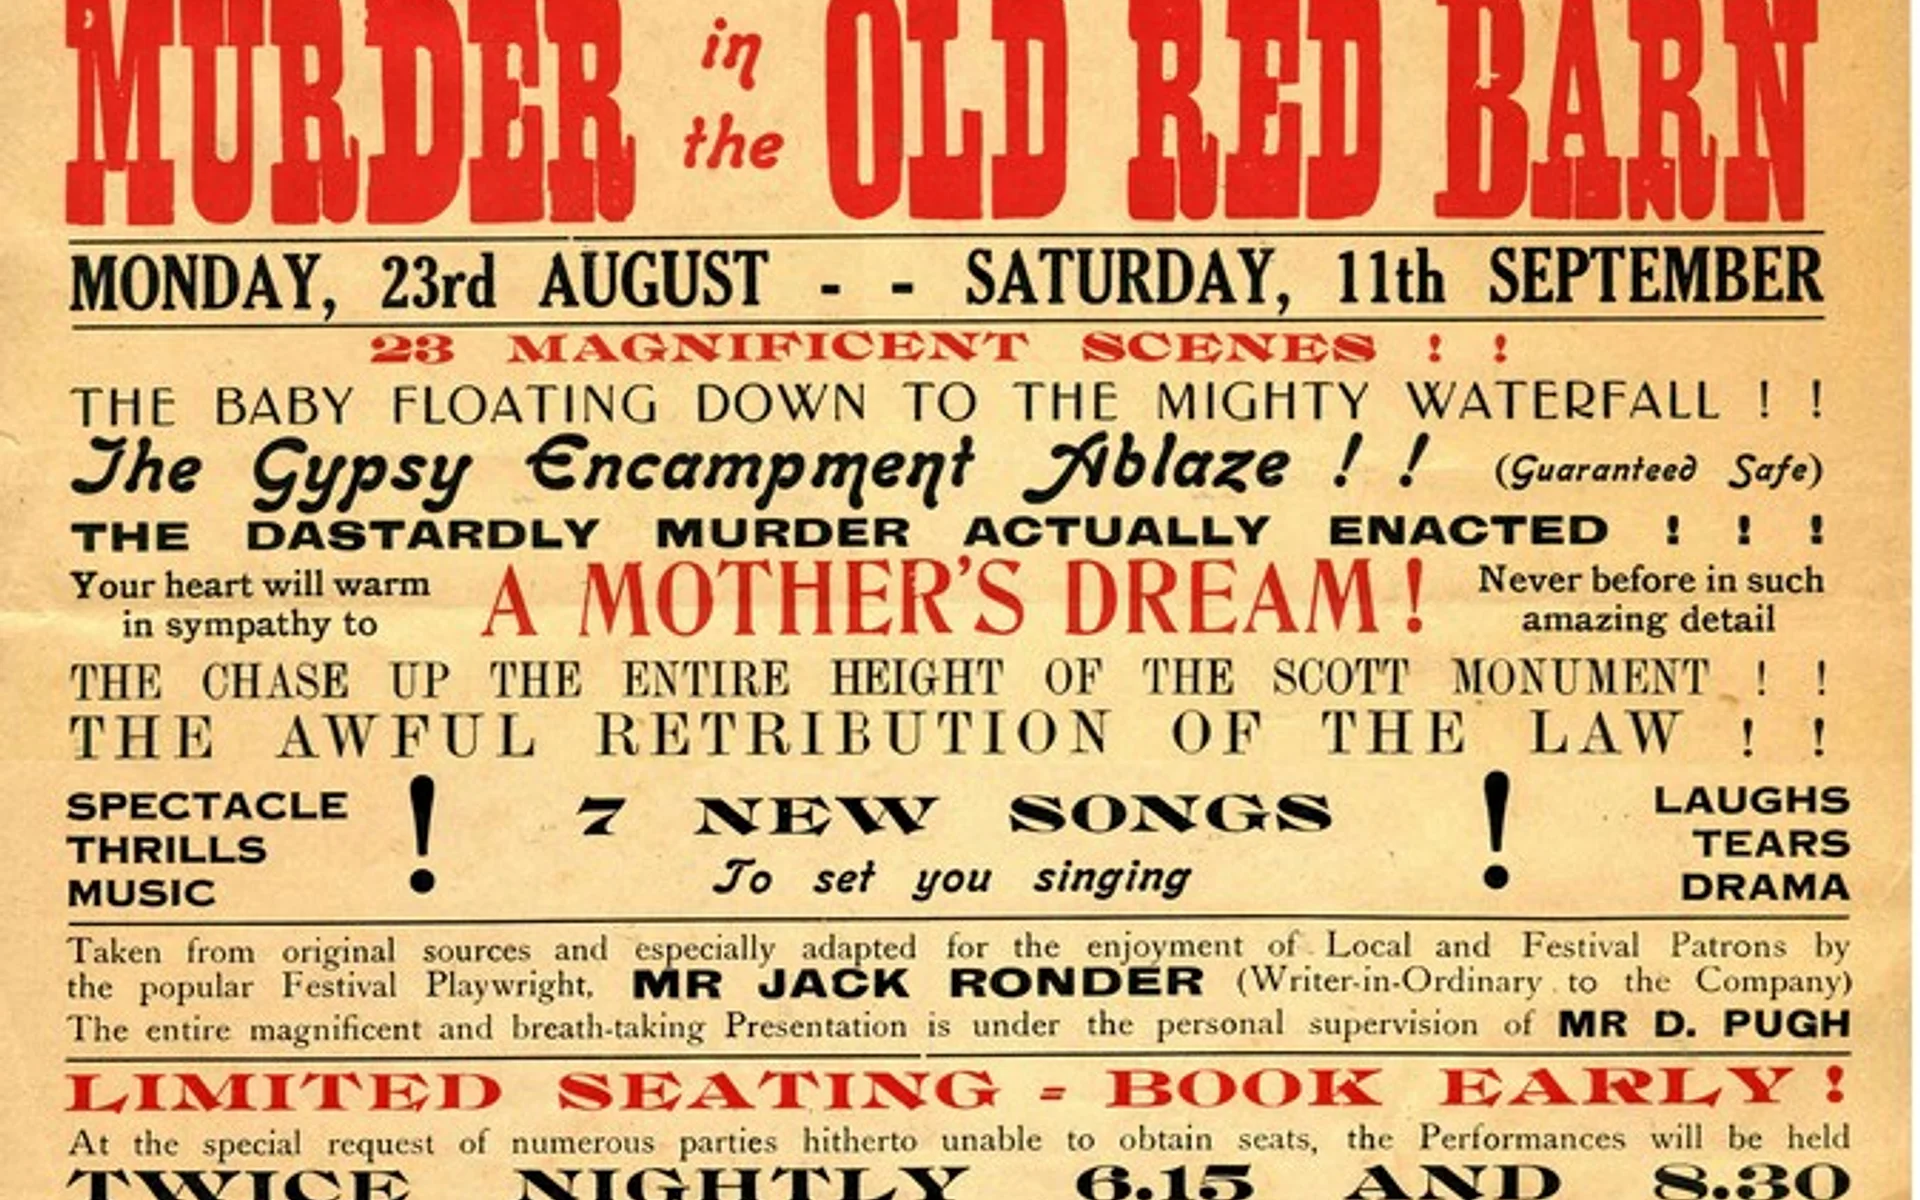 MURDER in the OLD RED BARN
MONDAY, 23rd AUGUST - - SATURDAY, 11th SEPTEMBER
23 MAGNIFICENT SCENES ! !
THE BABY FLOATING DOWN TO THE MIGHTY WATERFALL ! !
The Gypsy Encampment Ablaze ! ! (Guaranteed Safe)
THE DASTARDLY MURDER ACTUALLY ENACTED ! ! !
Your heart will warm
in sympathy to
A MOTHER'S DREAM !
Never before in such
amazing detail
THE CHASE UP THE ENTIRE HEIGHT OF THE SCOTT MONUMENT ! !
THE AWFUL RETRIBUTION OF THE LAW ! !
SPECTACLE
THRILLS
MUSIC
!
7 NEW SONGS
To set you singing
!
LAUGHS
TEARS
DRAMA
Taken from original sources and especially adapted for the enjoyment of Local and Festival Patrons by
the popular Festival Playwright, MR JACK RONDER (Writer-in-Ordinary to the Company)
The entire magnificent and breath-taking Presentation is under the personal supervision of MR D. PUGH
LIMITED SEATING - BOOK EARLY !
At the special request of numerous parties hitherto unable to obtain seats, the Performances will be held
TWICE NIGHTLY 6.15 AND 8.30